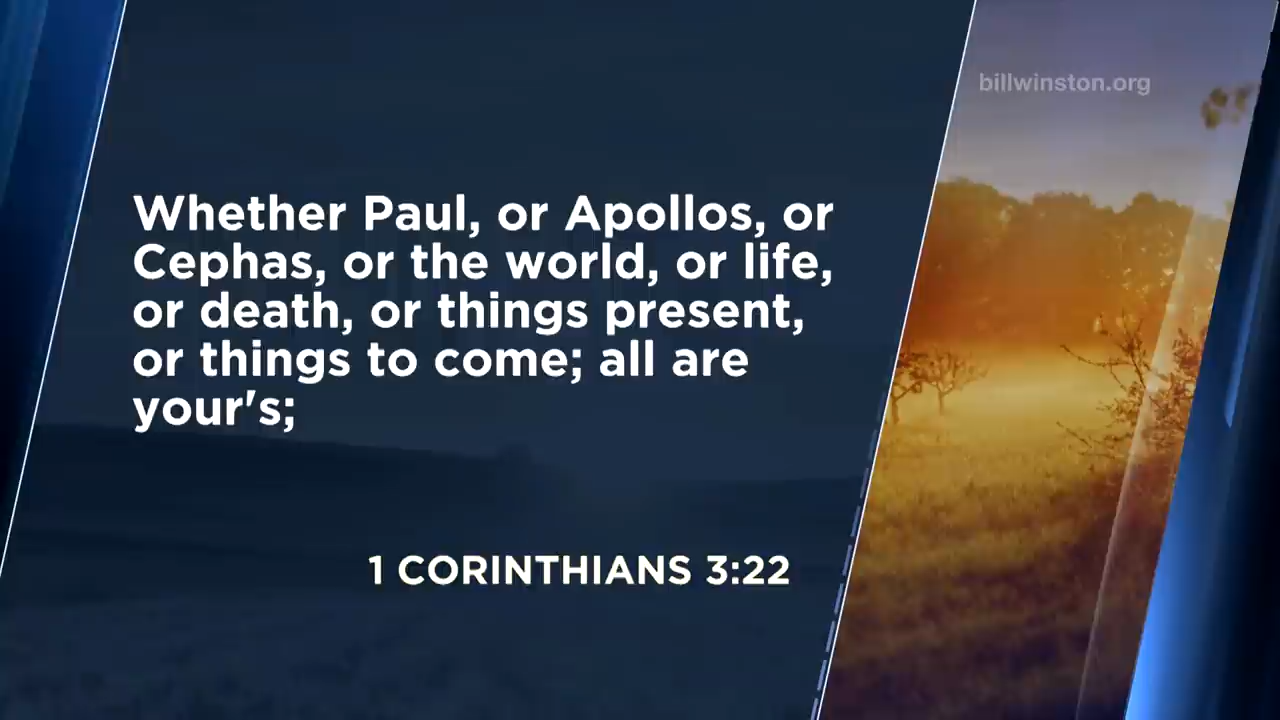 billwinston.org
Whether Paul, or Apollos, or
Cephas, or the world, or life,
or death, or things present,
or things to come; all are
your's;
1 CORINTHIANS 3:22